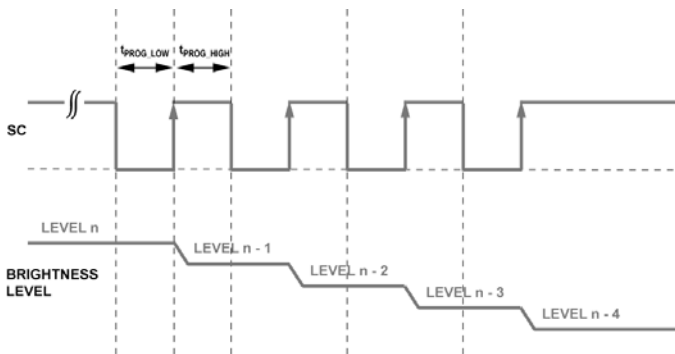 tPROG_LOW tPROG_HIGH
SC
LEVEL n
LEVEL n - 1
LEVEL n - 2
LEVEL n - 3
LEVEL n - 4
BRIGHTNESS
LEVEL